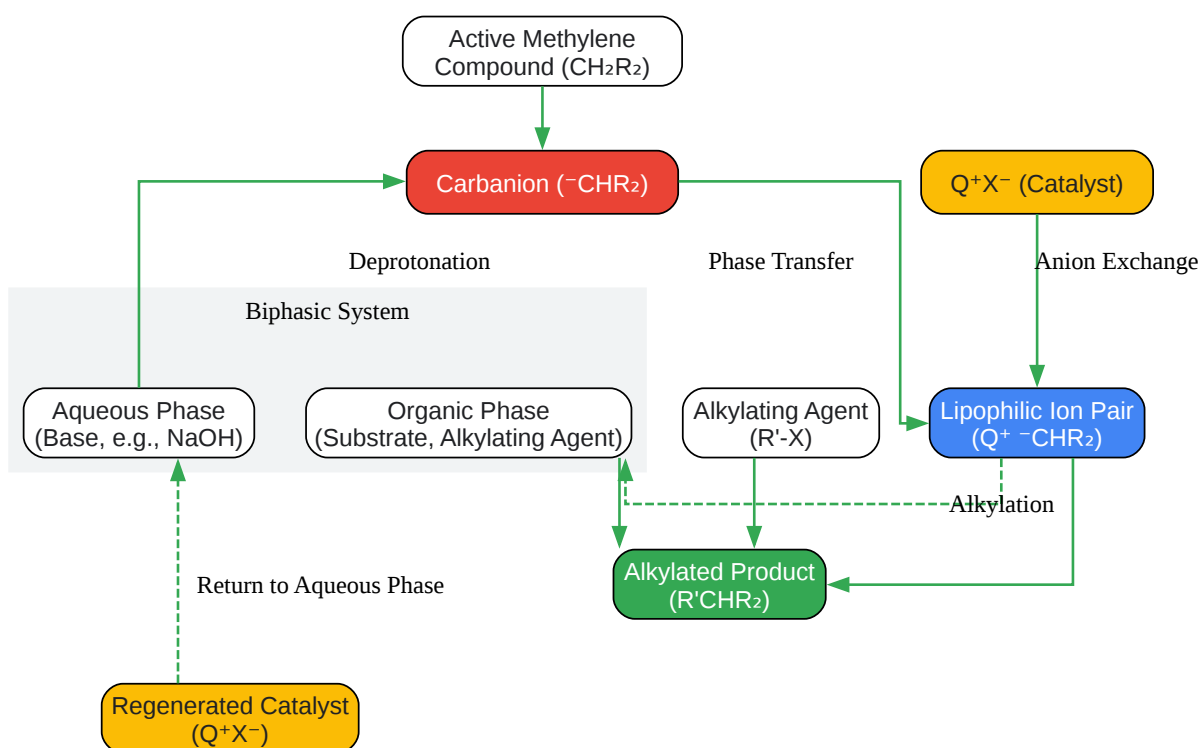 Active Methylene
Compound (CH₂R₂)
Carbanion (⁻CHR₂)
Q⁺X⁻ (Catalyst)
Deprotonation
Phase Transfer
Anion Exchange
Biphasic System
Aqueous Phase
(Base, e.g., NaOH)
Organic Phase
(Substrate, Alkylating Agent)
Alkylating Agent
(R'-X)
Lipophilic Ion Pair
(Q⁺ ⁻CHR₂)
Alkylation
Alkylated Product
(R'CHR₂)
Return to Aqueous Phase
Regenerated Catalyst
(Q⁺X⁻)